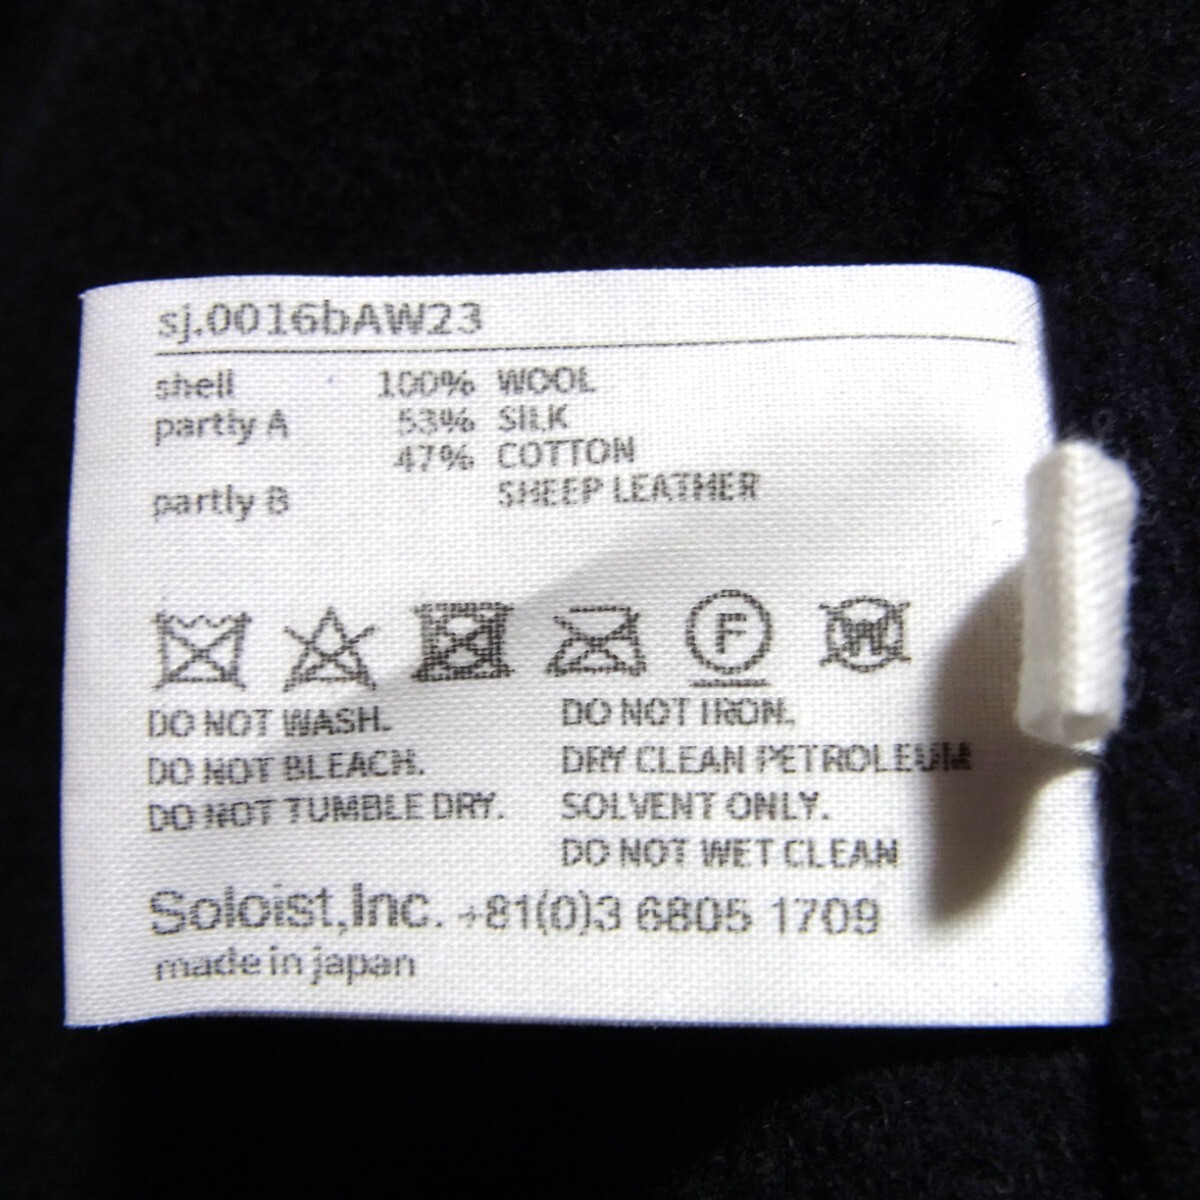 sj.0016bAW23
shell 100% WOOL
partly A 53% SILK
47% COTTON
partly B SHEEP LEATHER
F W
DO NOT WASH.
DO NOT BLEACH.
DO NOT TUMBLE DRY.
DO NOT IRON.
DRY CLEAN PETROLEUM
SOLVENT ONLY.
DO NOT WET CLEAN
Soloist,Inc. +81(0)3 6805 1709
made in japan